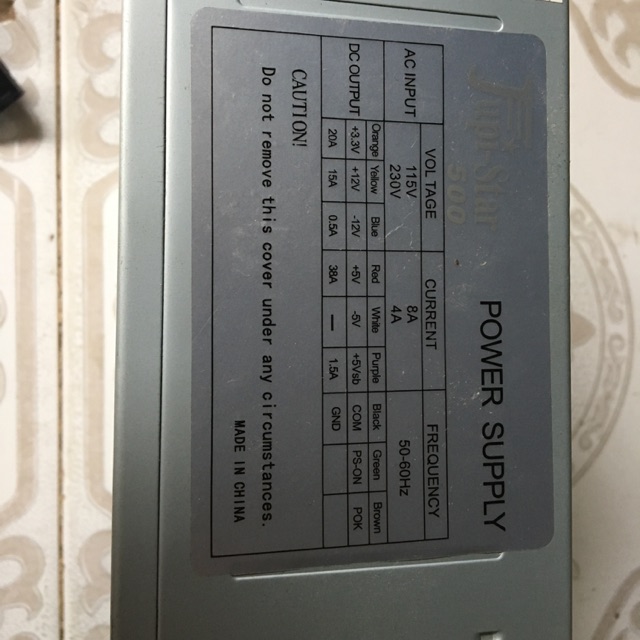 500
POWER SUPPLY
VOLTAGE CURRENT FREQUENCY
AC INPUT 115V 8A 50-60Hz
230V 4A
DC OUTPUT Orange Yellow Blue Red White Purple Black Green Brown
+3.3V +12V -12V +5V -5V +5Vsb COM PS-ON POK
20A 15A 0.5A 38A — 1.5A GND
CAUTION!
Do not remove this cover under any circumstances.
MADE IN CHINA